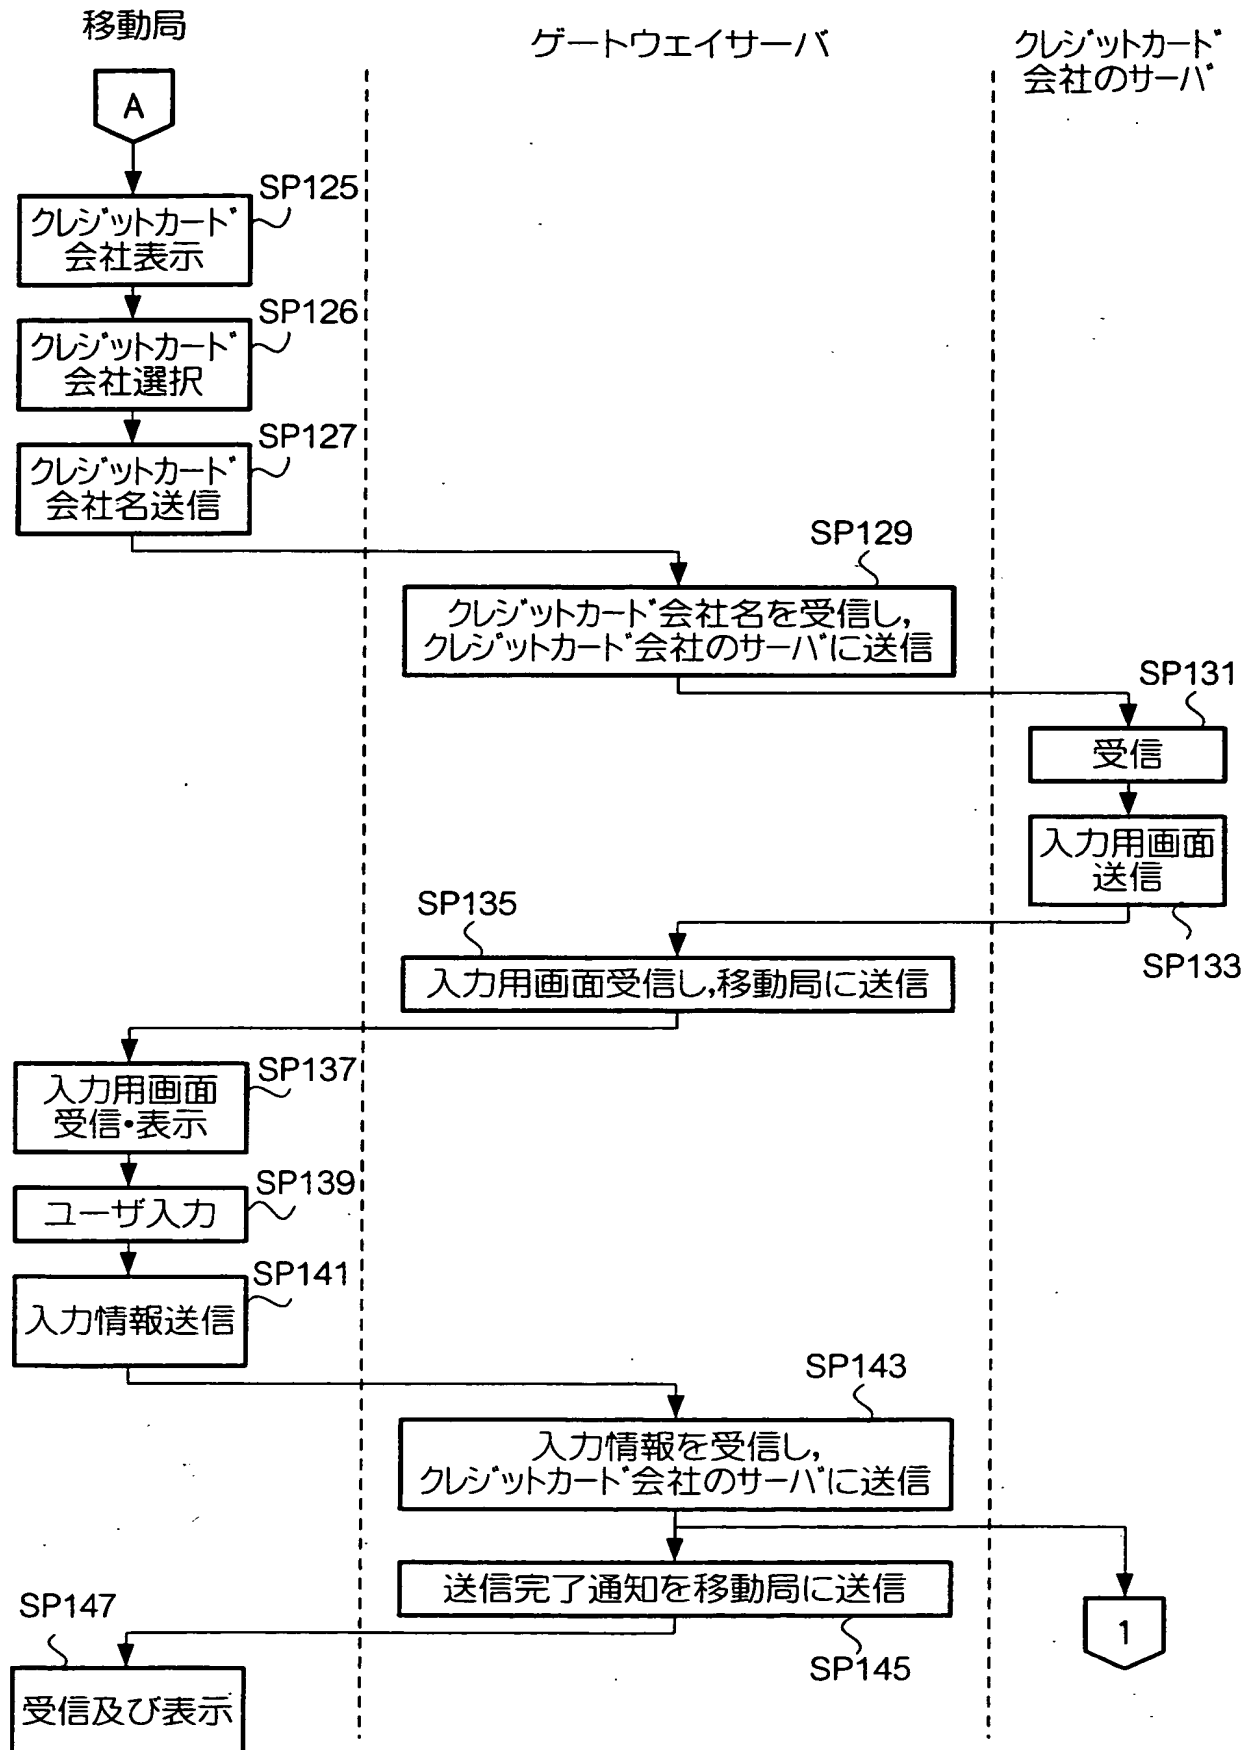 移動局
ゲートウェイサーバ
クレジットカード
会社のサーバ
A
SP125
クレジットカード
会社表示
SP126
クレジットカード
会社選択
SP127
クレジットカード
会社名送信
SP129
クレジットカード会社名を受信し,
クレジットカード会社のサーバに送信
SP131
受信
入力用画面
送信
SP133
SP135
入力用画面受信し,移動局に送信
SP137
入力用画面
受信・表示
SP139
ユーザ入力
SP141
入力情報送信
SP143
入力情報を受信し,
クレジットカード会社のサーバに送信
送信完了通知を移動局に送信
SP145
1
SP147
受信及び表示